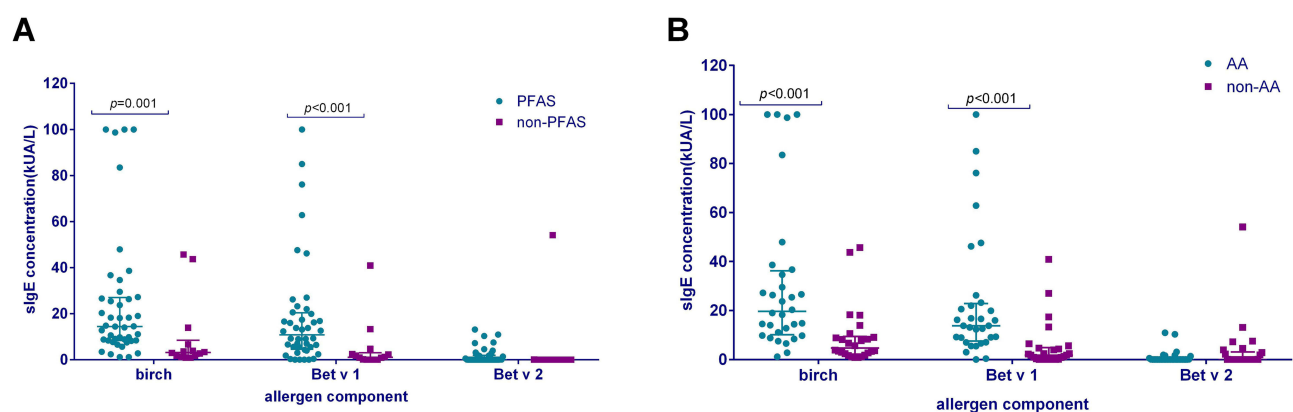 A
sIgE concentration(kUA/L)
120
100
80
60
40
20
0
p=0.001
p<0.001
PFAS
non-PFAS
birch
Bet v 1
Bet v 2
allergen component
B
sIgE concentration(kUA/L)
120
100
80
60
40
20
0
p<0.001
p<0.001
AA
non-AA
birch
Bet v 1
Bet v 2
allergen component